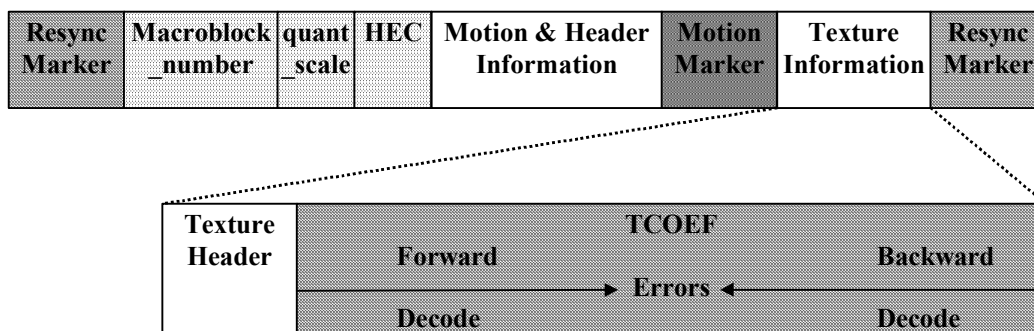 Resync Macroblock quant HEC Motion & Header Motion Texture Resync
Marker _number _scale Information Marker Information Marker
Texture TCOEF
Header Forward Backward
Errors
Decode Decode